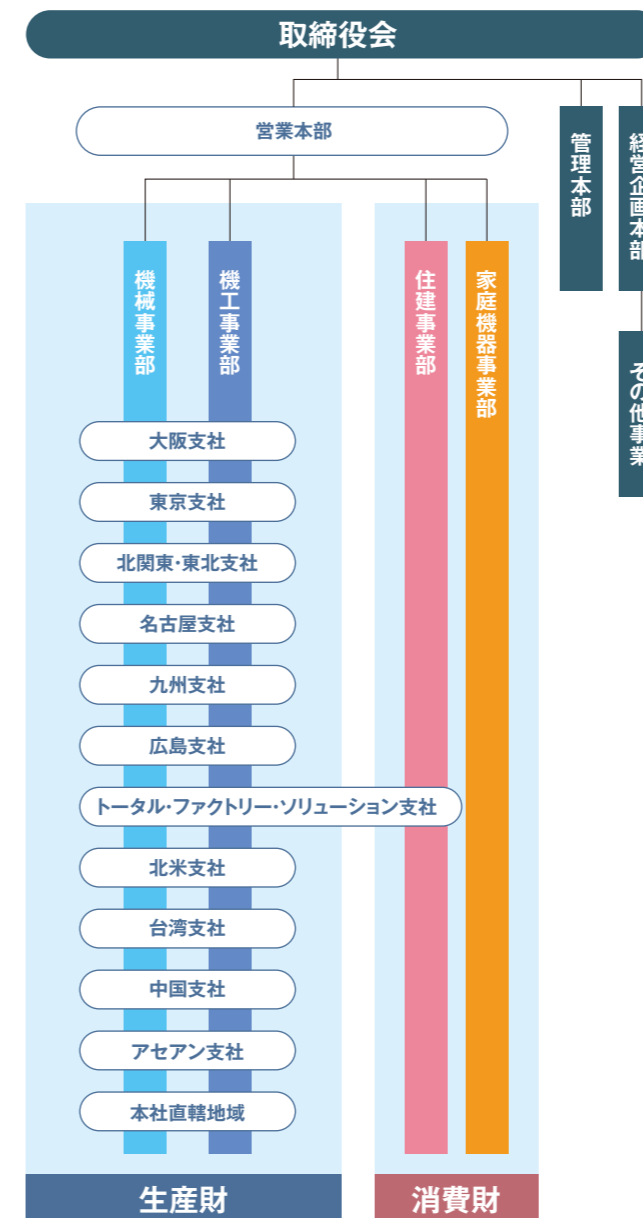 取締役会
営業本部
管理本部
経営企画本部
その他事業
機械事業部
機工事業部
住建事業部
家庭機器事業部
大阪支社
東京支社
北関東・東北支社
名古屋支社
九州支社
広島支社
トータル・ファクトリー・ソリューション支社
北米支社
台湾支社
中国支社
アセアン支社
本社直轄地域
生産財
消費財